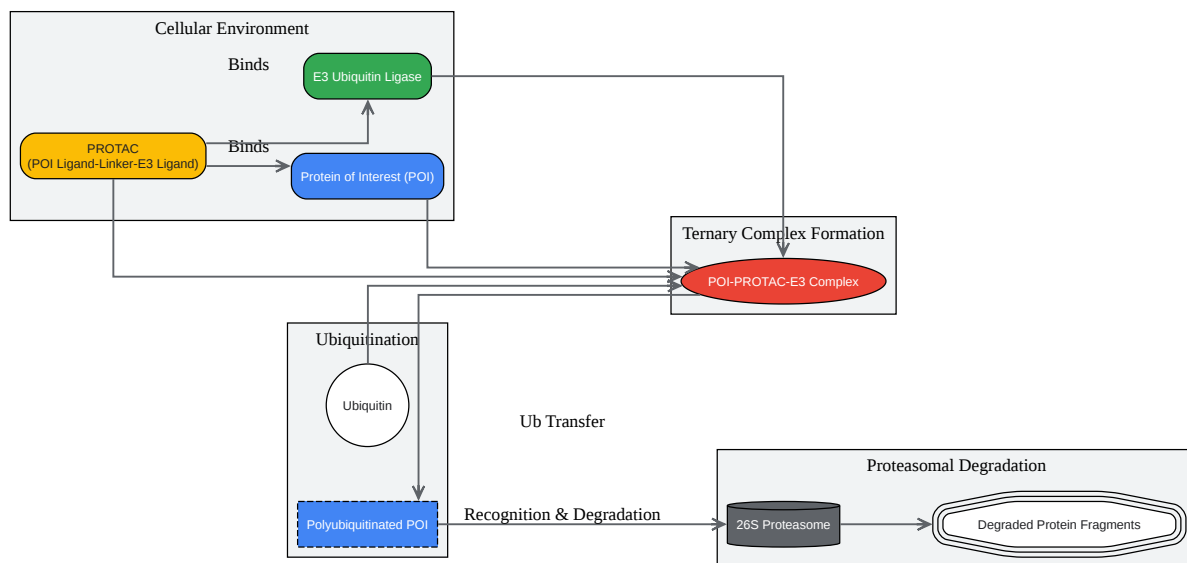 Cellular Environment
Binds
E3 Ubiquitin Ligase
PROTAC
(POI Ligand-Linker-E3 Ligand)
Binds
Protein of Interest (POI)
Ternary Complex Formation
POI-PROTAC-E3 Complex
Ubiquitination
Ubiquitin
Ub Transfer
Polyubiquitinated POI
Recognition & Degradation
Proteasomal Degradation
26S Proteasome
Degraded Protein Fragments